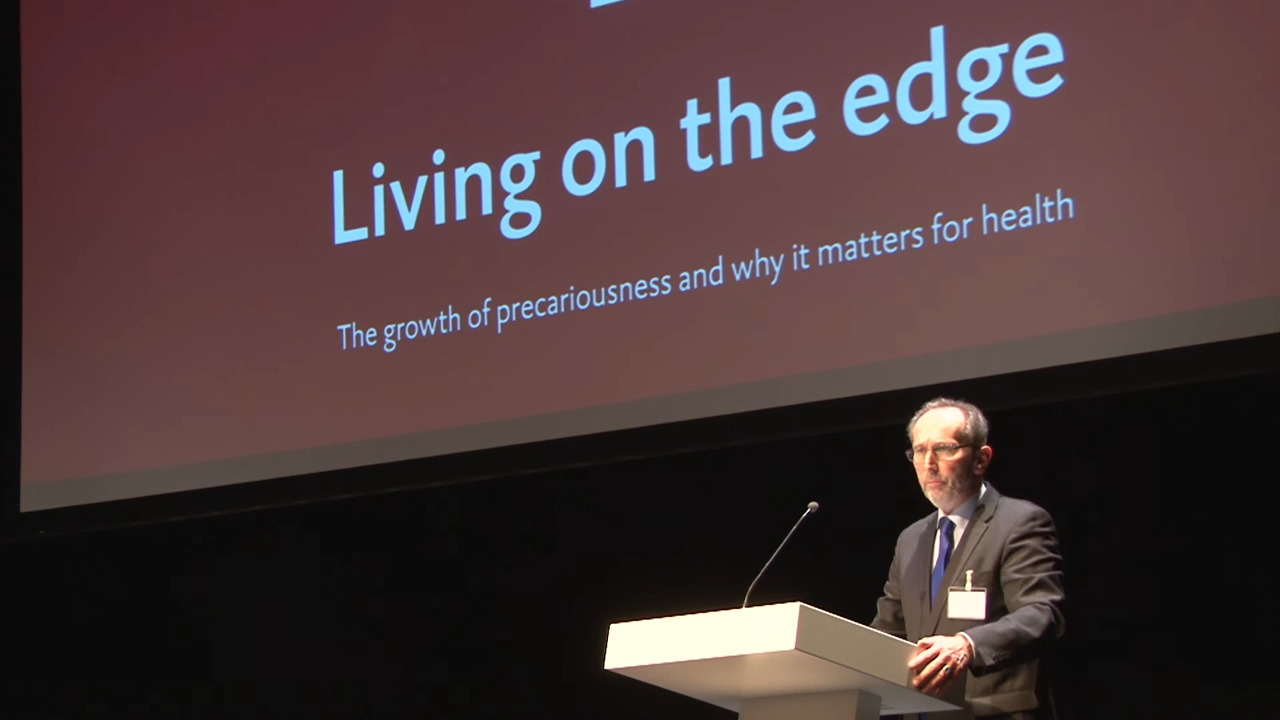 Living on the edge
The growth of precariousness and why it matters for health